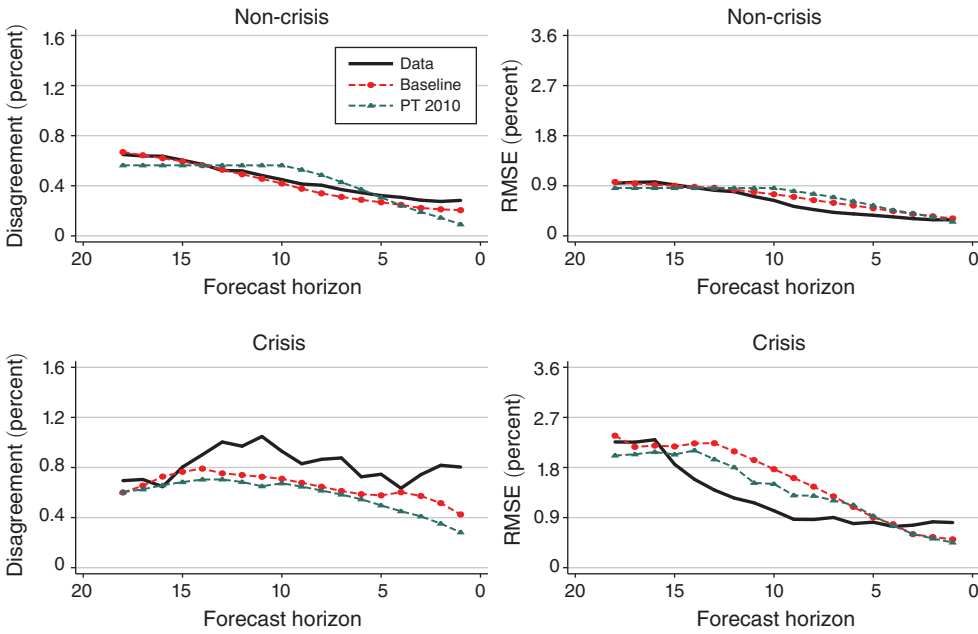 Non-crisis
Disagreement (percent)
1.6
1.2
0.8
0.4
0
Data
Baseline
PT 2010
20
15
10
5
0
Forecast horizon
Non-crisis
RMSE (percent)
3.6
2.7
1.8
0.9
0
20
15
10
5
0
Forecast horizon
Crisis
Disagreement (percent)
1.6
1.2
0.8
0.4
0
20
15
10
5
0
Forecast horizon
Crisis
RMSE (percent)
3.6
2.7
1.8
0.9
0
20
15
10
5
0
Forecast horizon